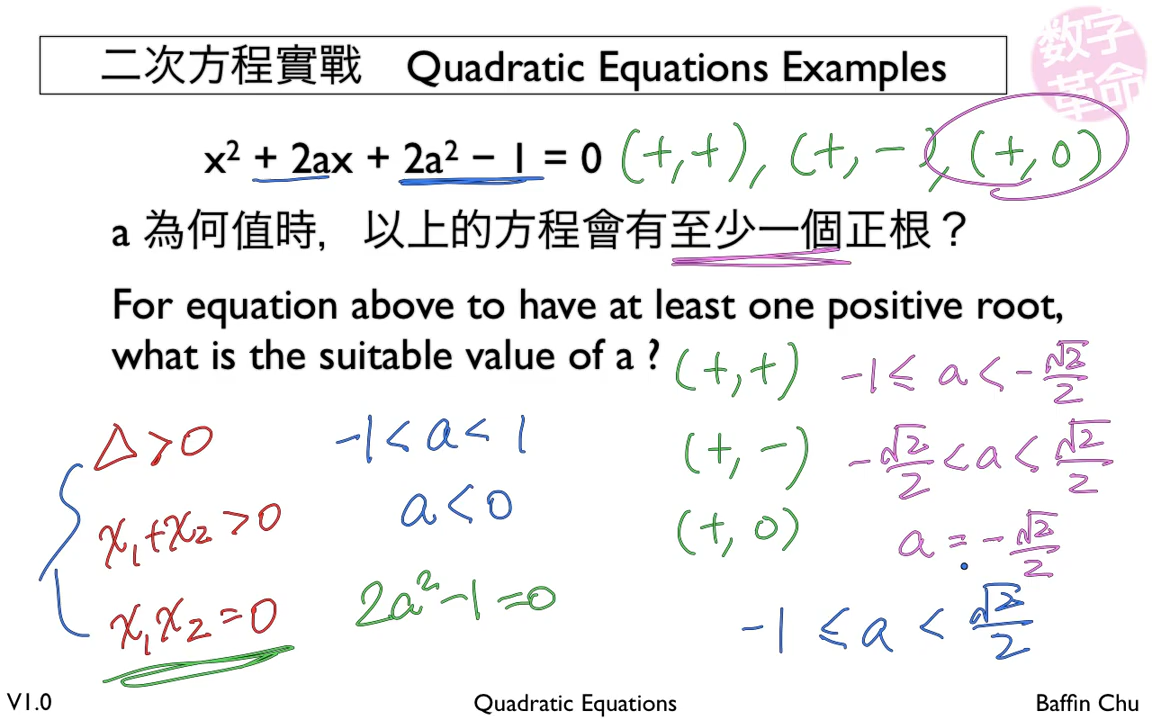 数字
革命
二次方程實戰 Quadratic Equations Examples
x² + 2ax + 2a² − 1 = 0 (+,+), (+,−), (+,0)
a 為何值時, 以上的方程會有至少一個正根？
For equation above to have at least one positive root,
what is the suitable value of a ?
(+,+) -1 ≤ a < -√2/2
Δ>0 -1 < a < 1
(+,−) -√2/2 < a < √2/2
x₁+x₂>0 a < 0
(+,0) a = -√2/2
x₁x₂=0 2a²-1=0
-1 ≤ a < √2/2
V1.0 Quadratic Equations Baffin Chu